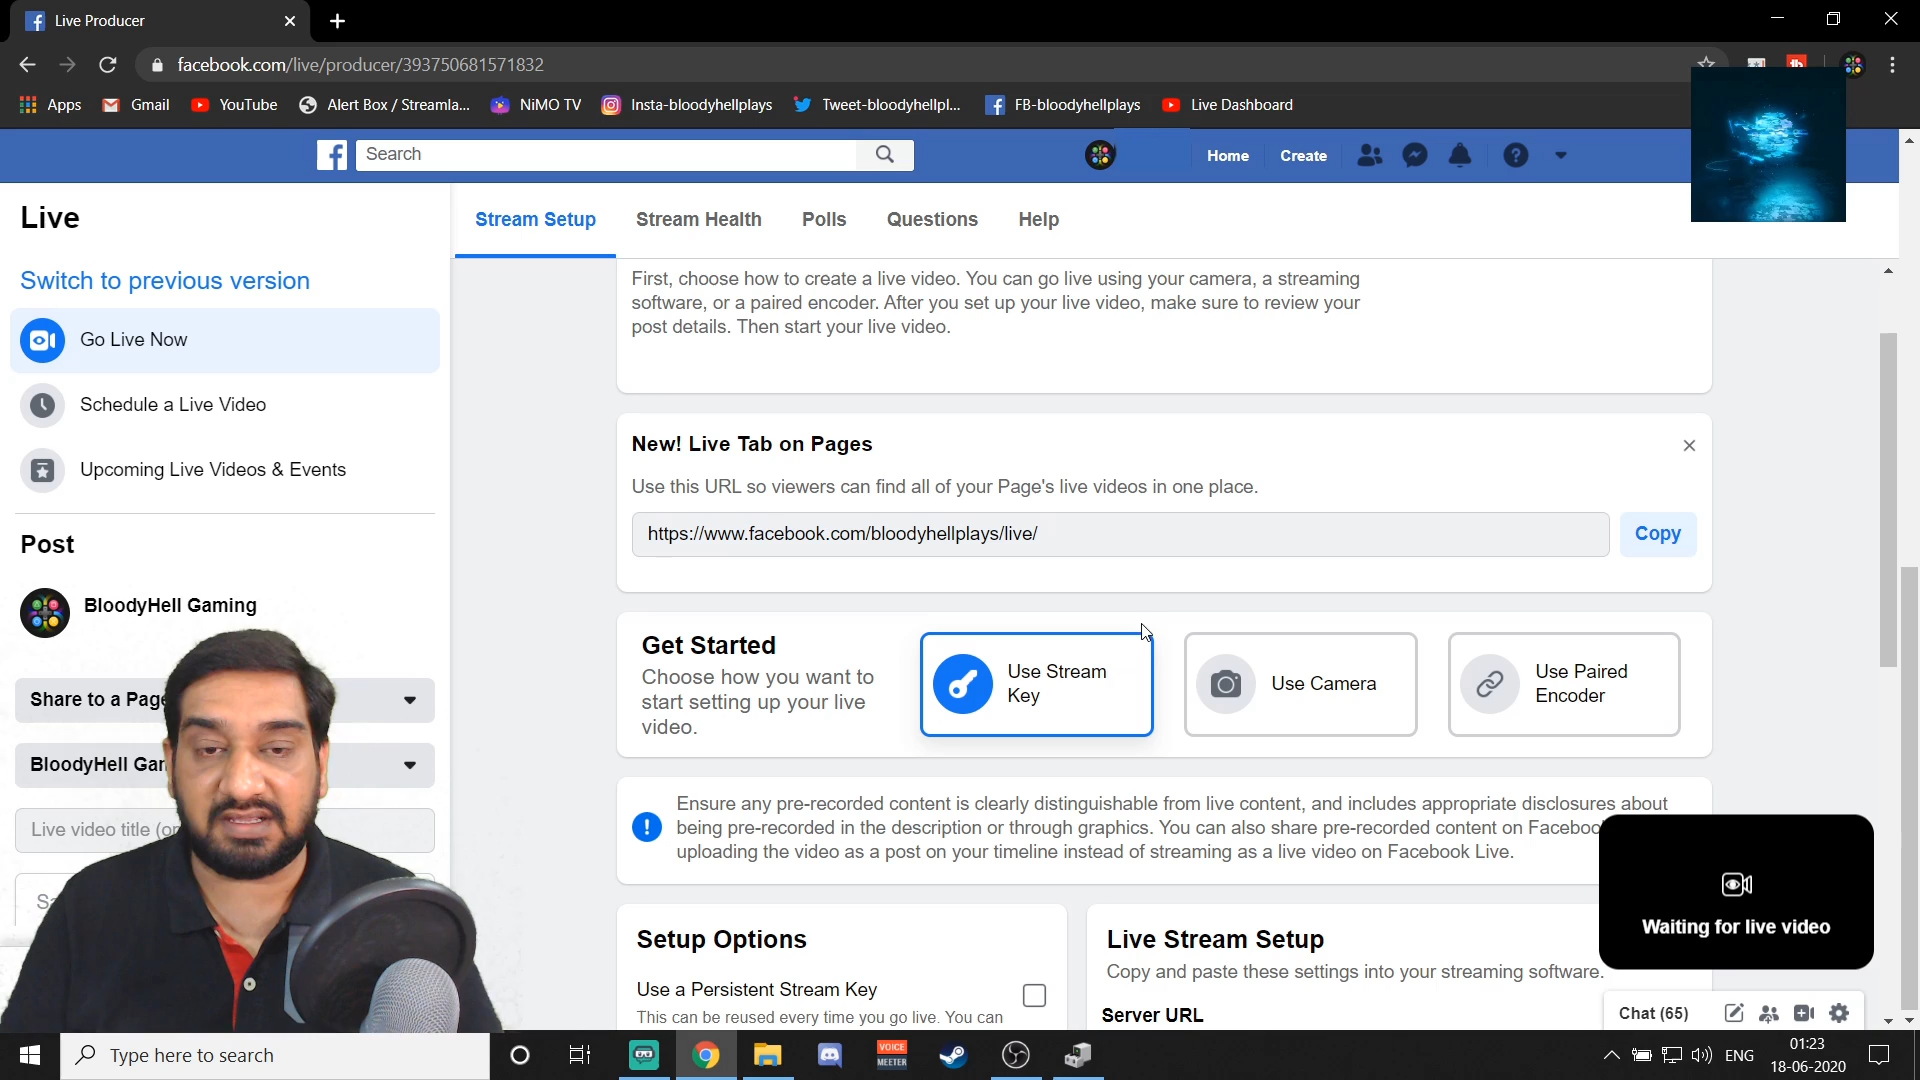 Live Producer
facebook.com/live/producer/393750681571832
Apps
Gmail
YouTube
Alert Box / Streamla...
NiMO TV
Insta-bloodyhellplays
Tweet-bloodyhellpl...
FB-bloodyhellplays
Live Dashboard
Search
Home
Create
Live
Stream Setup
Stream Health
Polls
Questions
Help
Switch to previous version
Go Live Now
Schedule a Live Video
Upcoming Live Videos & Events
Post
BloodyHell Gaming
Share to a Page
BloodyHell Gam
Live video title (op
Sa
First, choose how to create a live video. You can go live using your camera, a streaming
software, or a paired encoder. After you set up your live video, make sure to review your
post details. Then start your live video.
New! Live Tab on Pages
Use this URL so viewers can find all of your Page's live videos in one place.
https://www.facebook.com/bloodyhellplays/live/
Copy
Get Started
Choose how you want to
start setting up your live
video.
Use Stream
Key
Use Camera
Use Paired
Encoder
Ensure any pre-recorded content is clearly distinguishable from live content, and includes appropriate disclosures about
being pre-recorded in the description or through graphics. You can also share pre-recorded content on Facebook
uploading the video as a post on your timeline instead of streaming as a live video on Facebook Live.
Waiting for live video
Setup Options
Use a Persistent Stream Key
This can be reused every time you go live. You can
Live Stream Setup
Copy and paste these settings into your streaming software.
Server URL
Chat (65)
Type here to search
VOICE
MEETER
ENG
01:23
18-06-2020